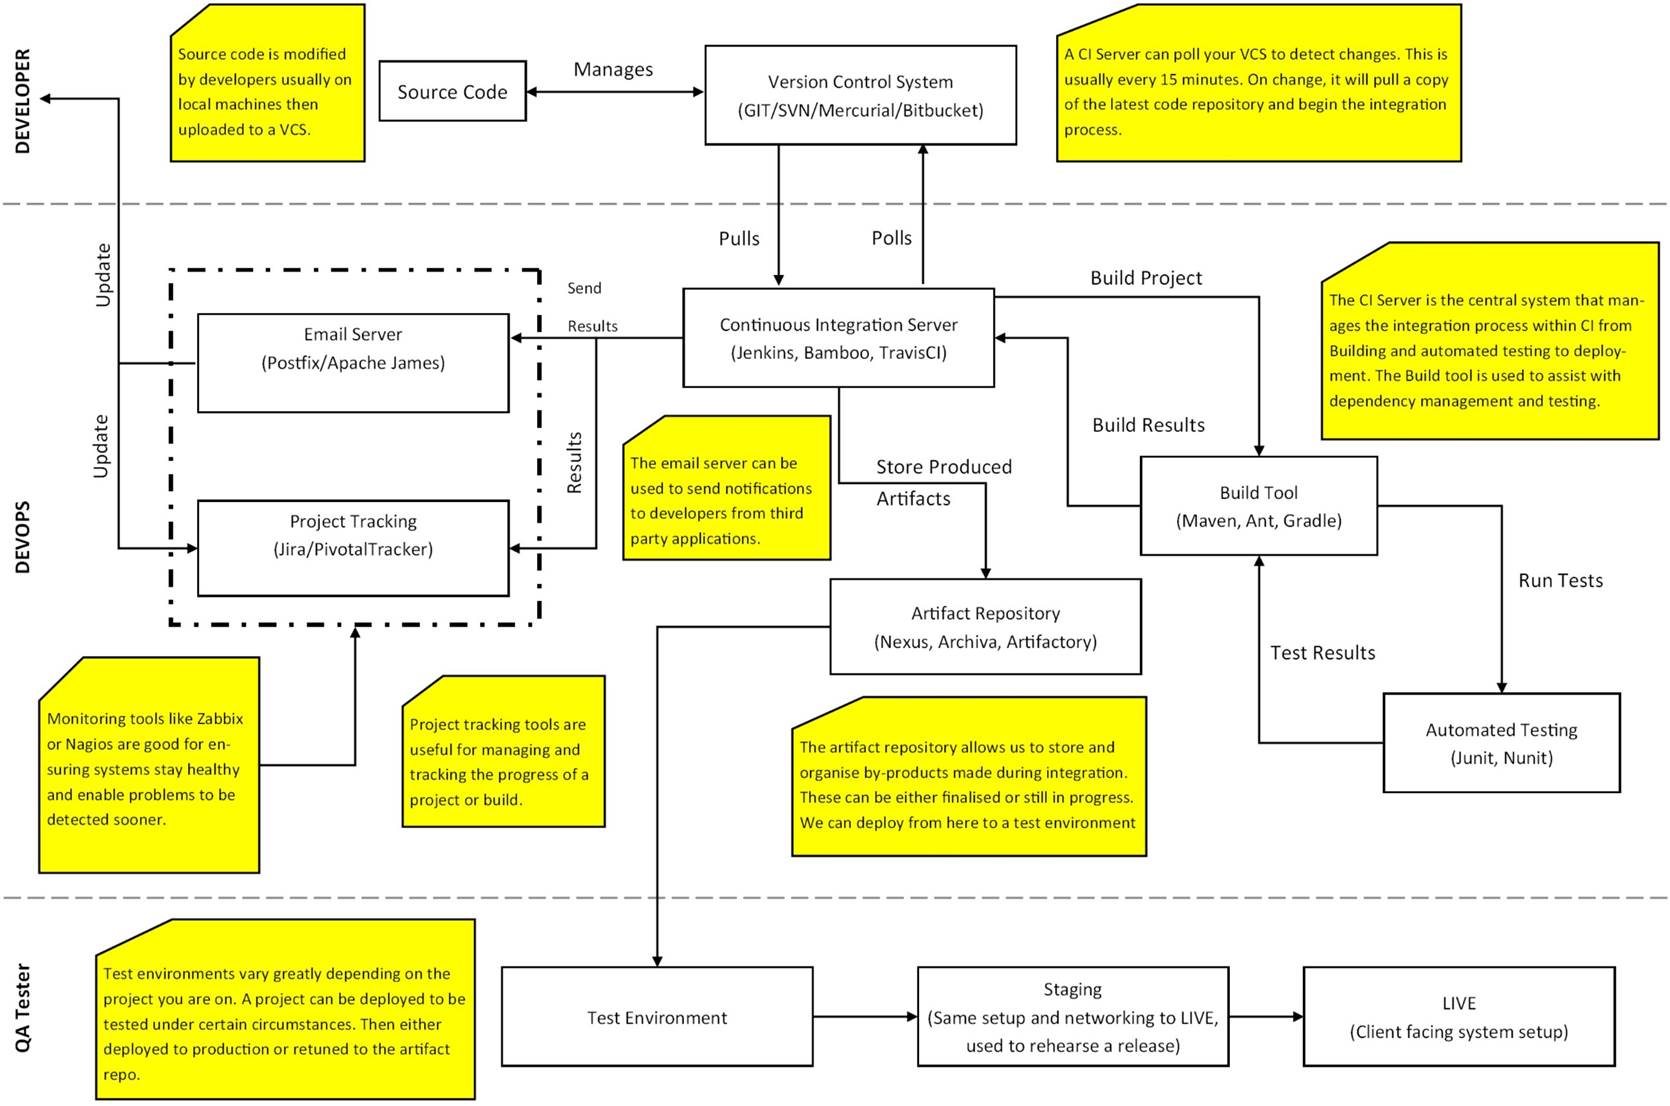 DEVELOPER
Source code is modified
by developers usually on
local machines then
uploaded to a VCS.
Source Code
Manages
Version Control System
(GIT/SVN/Mercurial/Bitbucket)
A CI Server can poll your VCS to detect changes. This is
usually every 15 minutes. On change, it will pull a copy
of the latest code repository and begin the integration
process.
DEVOPS
Update
Update
Pulls
Polls
Email Server
(Postfix/Apache James)
Send
Results
Results
Continuous Integration Server
(Jenkins, Bamboo, TravisCI)
Build Project
The CI Server is the central system that man-
ages the integration process within CI from
Building and automated testing to deploy-
ment. The Build tool is used to assist with
dependency management and testing.
Build Results
The email server can be
used to send notifications
to developers from third
party applications.
Store Produced
Artifacts
Build Tool
(Maven, Ant, Gradle)
Project Tracking
(Jira/PivotalTracker)
Run Tests
Artifact Repository
(Nexus, Archiva, Artifactory)
Test Results
Automated Testing
(Junit, Nunit)
Monitoring tools like Zabbix
or Nagios are good for en-
suring systems stay healthy
and enable problems to be
detected sooner.
Project tracking tools are
useful for managing and
tracking the progress of a
project or build.
The artifact repository allows us to store and
organise by-products made during integration.
These can be either finalised or still in progress.
We can deploy from here to a test environment
QA Tester
Test environments vary greatly depending on the
project you are on. A project can be deployed to be
tested under certain circumstances. Then either
deployed to production or retuned to the artifact
repo.
Test Environment
Staging
(Same setup and networking to LIVE,
used to rehearse a release)
LIVE
(Client facing system setup)